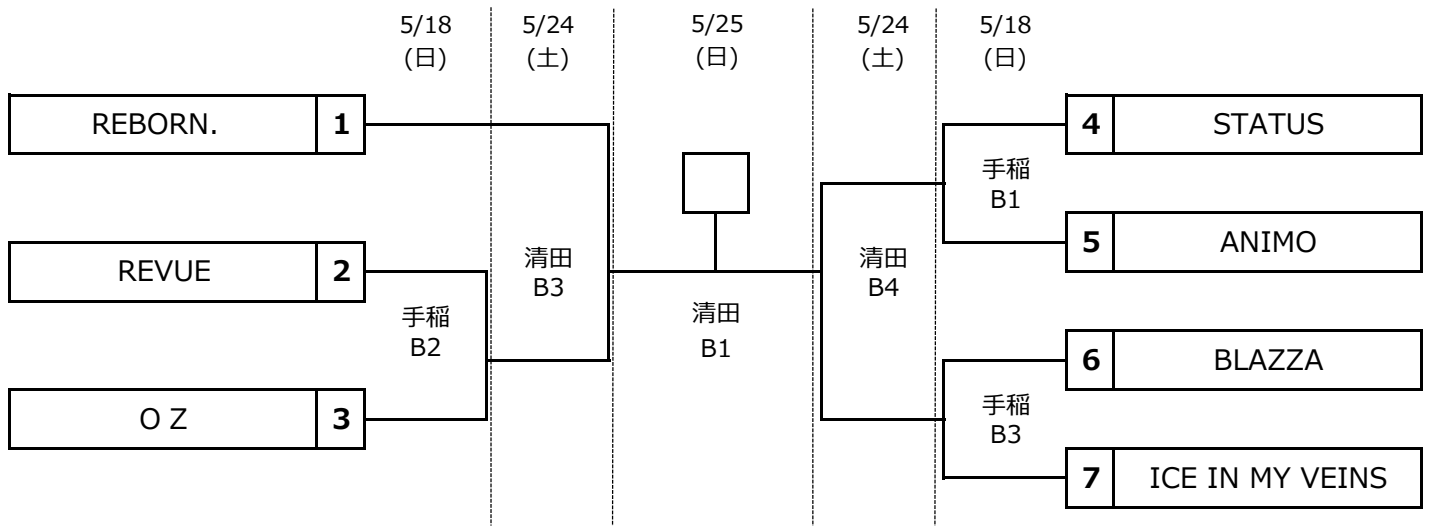 5/18
(日)
5/24
(土)
5/25
(日)
5/24
(土)
5/18
(日)
REBORN. 1
REVUE 2
O Z 3
手稲
B2
清田
B3
清田
B1
清田
B4
手稲
B1
手稲
B3
4 STATUS
5 ANIMO
6 BLAZZA
7 ICE IN MY VEINS